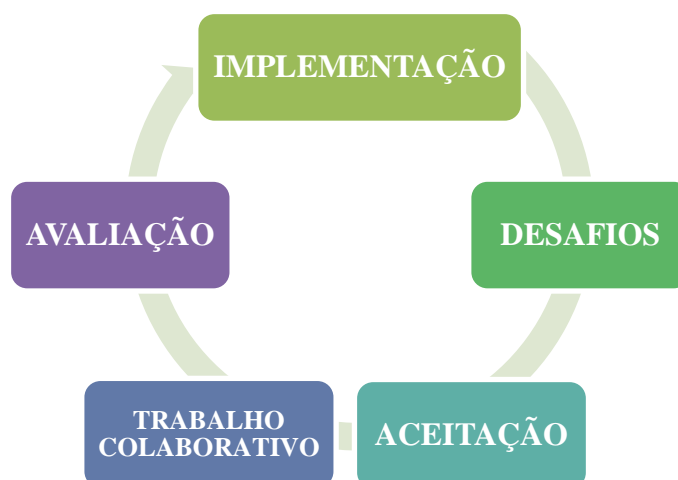 IMPLEMENTAÇÃO
DESAFIOS
ACEITAÇÃO
TRABALHO
COLABORATIVO
AVALIAÇÃO